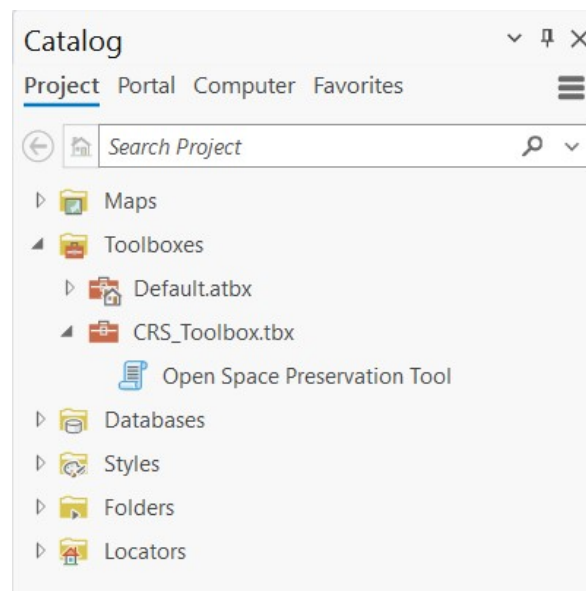 Catalog
Project Portal Computer Favorites
Search Project
Maps
Toolboxes
Default.atbx
CRS_Toolbox.tbx
Open Space Preservation Tool
Databases
Styles
Folders
Locators